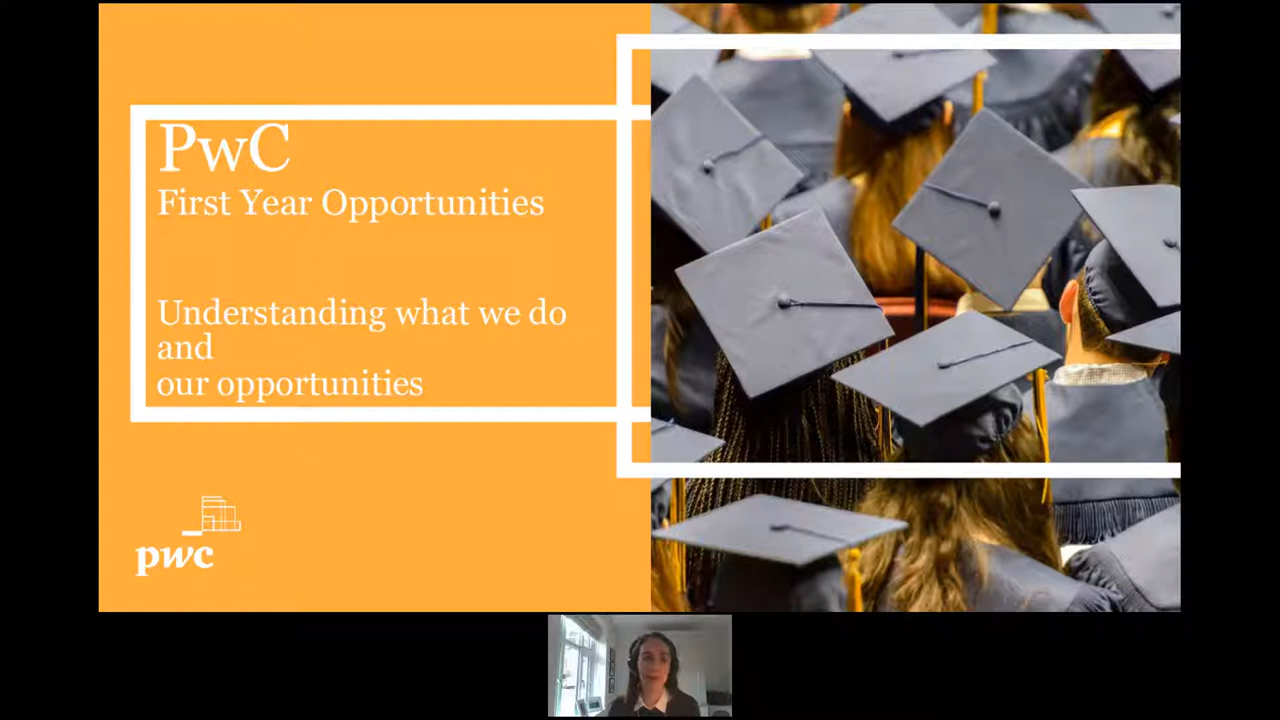 PwC
First Year Opportunities
Understanding what we do
and
our opportunities
pwc